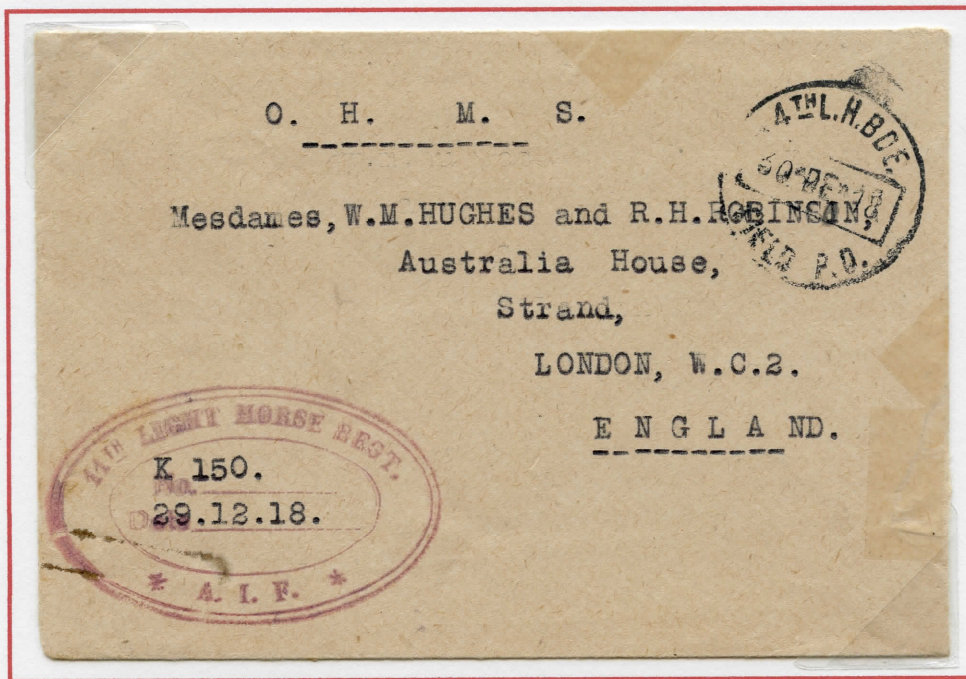 O. H. M. S.
4TH L.H.BDE.
30 DE 18
FIELD P.O.
Mesdames, W.M.HUGHES and R.H.ROBINSON,
Australia House,
Strand,
LONDON, W.C.2.
E N G L A ND.
11TH LIGHT HORSE REGT.
K 150.
No.
29.12.18.
Date
* A. I. F. *